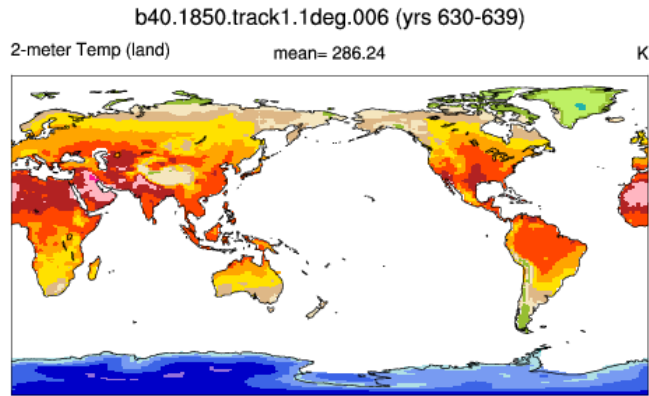 b40.1850.track1.1deg.006 (yrs 630-639)
2-meter Temp (land) mean= 286.24 K